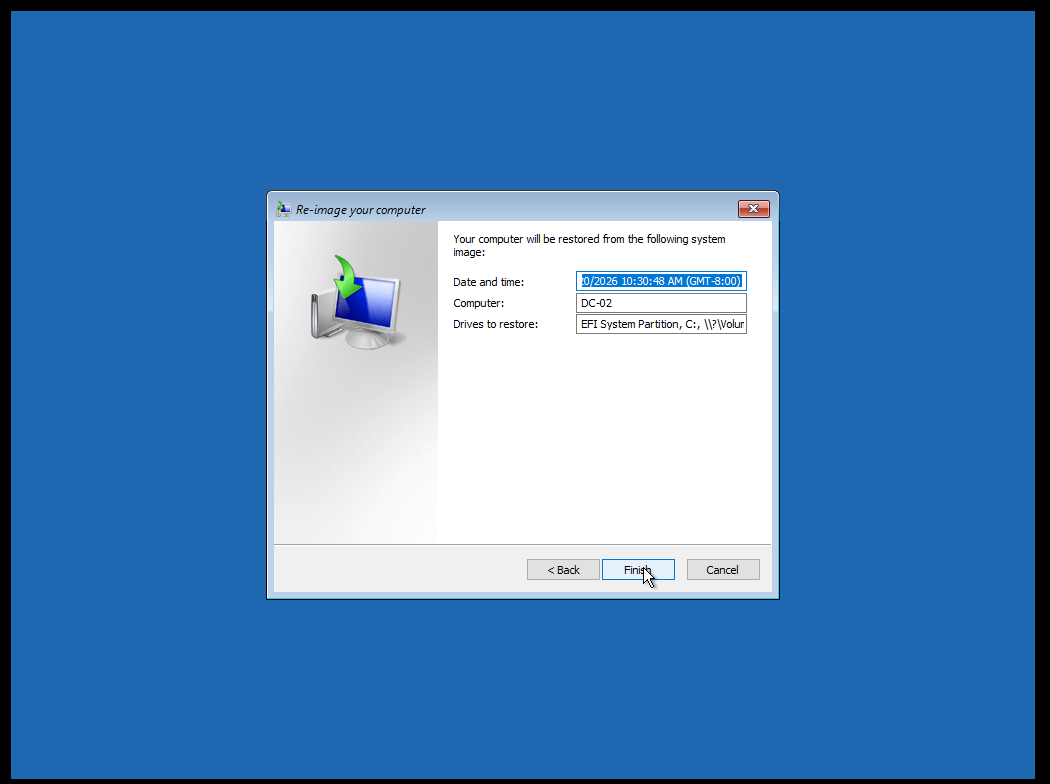 Re-image your computer
Your computer will be restored from the following system
image:
Date and time: 0/2026 10:30:48 AM (GMT-8:00)
Computer: DC-02
Drives to restore: EFI System Partition, C:, \\?\Volur
< Back Finish Cancel